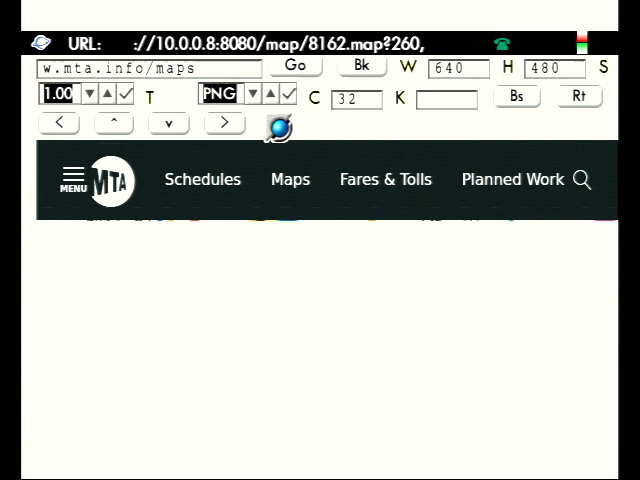 URL: ://10.0.0.8:8080/map/8162.map?260,
w.mta.info/maps Go Bk W 640 H 480 S
1.00 T PNG C 32 K Bs Rt
< ^ v >
MENU MTA Schedules Maps Fares & Tolls Planned Work